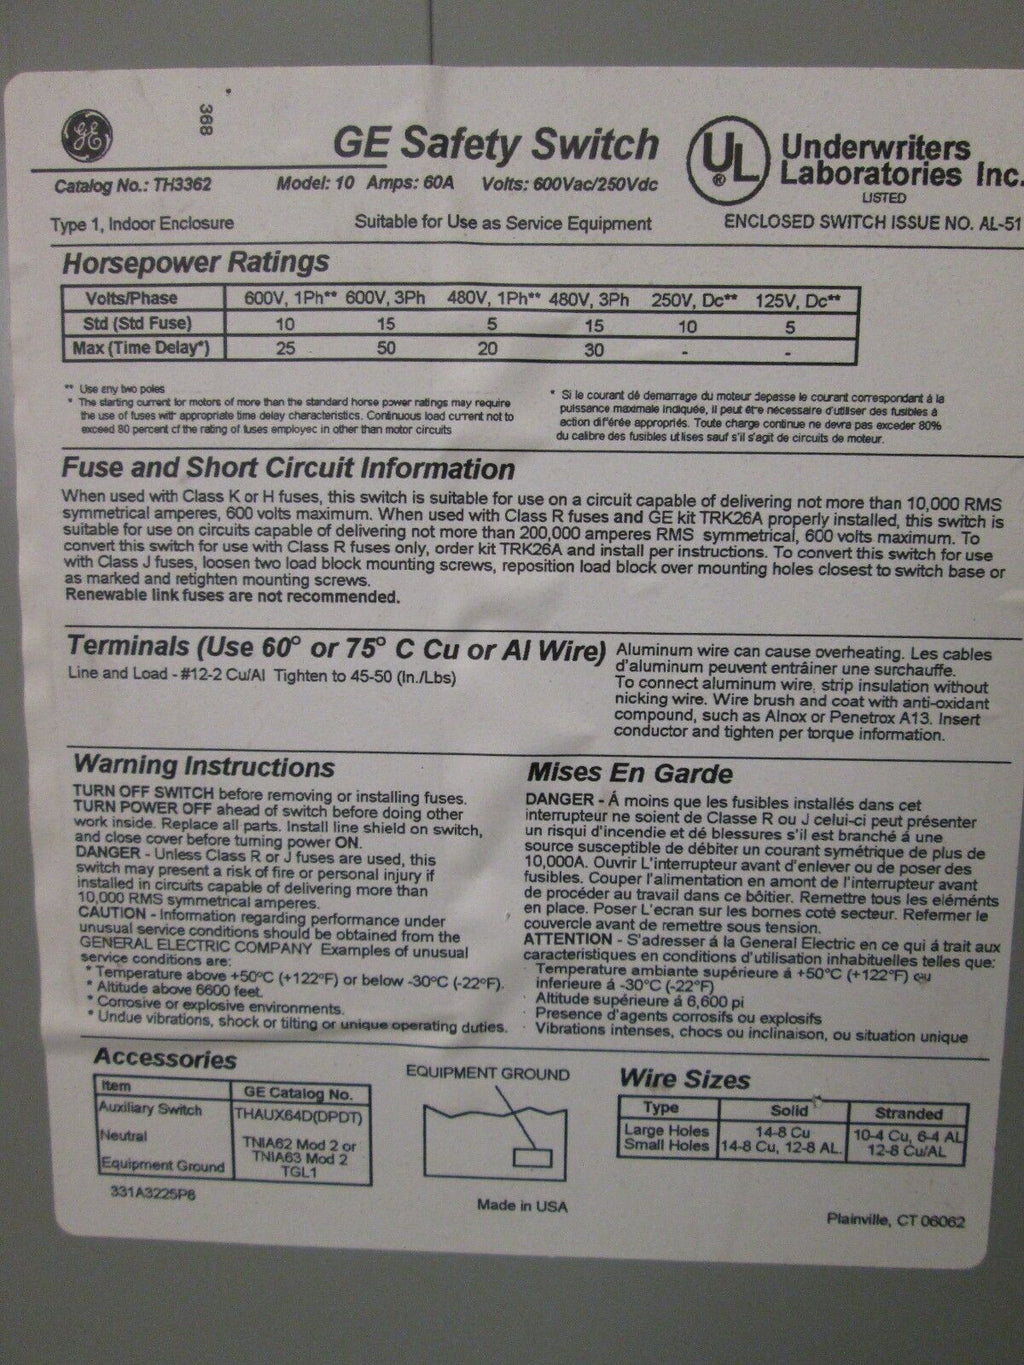 368
GE
GE Safety Switch
UL ®
Underwriters
Laboratories Inc.
LISTED
Catalog No.: TH3362 Model: 10 Amps: 60A Volts: 600Vac/250Vdc
Type 1, Indoor Enclosure Suitable for Use as Service Equipment ENCLOSED SWITCH ISSUE NO. AL-51
Horsepower Ratings
Volts/Phase 600V, 1Ph** 600V, 3Ph 480V, 1Ph** 480V, 3Ph 250V, Dc** 125V, Dc**
Std (Std Fuse) 10 15 5 15 10 5
Max (Time Delay*) 25 50 20 30 - -
** Use any two poles
* The starting current for motors of more than the standard horse power ratings may require
the use of fuses with appropriate time delay characteristics. Continuous load current not to
exceed 80 percent of the rating of fuses employed in other than motor circuits
* Si le courant dé demarrage du moteur depasse le courant correspondant á la
puissance maximale indiquée, il peut étre nécessaire d'utiliser des fusibles á
action différée appropriés. Toute charge continue ne devra pas exceder 80%
du calibre des fusibles utilises sauf s'il s'agit de circuits de moteur.
Fuse and Short Circuit Information
When used with Class K or H fuses, this switch is suitable for use on a circuit capable of delivering not more than 10,000 RMS
symmetrical amperes, 600 volts maximum. When used with Class R fuses and GE kit TRK26A properly installed, this switch is
suitable for use on circuits capable of delivering not more than 200,000 amperes RMS symmetrical, 600 volts maximum. To
convert this switch for use with Class R fuses only, order kit TRK26A and install per instructions. To convert this switch for use
with Class J fuses, loosen two load block mounting screws, reposition load block over mounting holes closest to switch base or
as marked and retighten mounting screws.
Renewable link fuses are not recommended.
Terminals (Use 60° or 75° C Cu or Al Wire)
Line and Load - #12-2 Cu/Al Tighten to 45-50 (In./Lbs)
Aluminum wire can cause overheating. Les cables
d'aluminum peuvent entrâiner une surchauffe.
To connect aluminum wire, strip insulation without
nicking wire. Wire brush and coat with anti-oxidant
compound, such as Alnox or Penetrox A13. Insert
conductor and tighten per torque information.
Warning Instructions
TURN OFF SWITCH before removing or installing fuses.
TURN POWER OFF ahead of switch before doing other
work inside. Replace all parts. Install line shield on switch,
and close cover before turning power ON.
DANGER - Unless Class R or J fuses are used, this
switch may present a risk of fire or personal injury if
installed in circuits capable of delivering more than
10,000 RMS symmetrical amperes.
CAUTION - Information regarding performance under
unusual service conditions should be obtained from the
GENERAL ELECTRIC COMPANY Examples of unusual
service conditions are:
* Temperature above +50°C (+122°F) or below -30°C (-22°F).
* Altitude above 6600 feet.
* Corrosive or explosive environments.
* Undue vibrations, shock or tilting or unique operating duties.
Mises En Garde
DANGER - Á moins que les fusibles installés dans cet
interrupteur ne soient de Classe R ou J celui-ci peut présenter
un risqui d'incendie et dé blessures s'il est branché á une
source susceptible de débiter un courant symétrique de plus de
10,000A. Ouvrir L'interrupteur avant d'enlever ou de poser des
fusibles. Couper l'alimentation en amont de l'interrupteur avant
de procéder au travail dans ce bôitier. Remettre tous les eléménts
en place. Poser L'ecran sur les bornes coté secteur. Refermer le
couvercle avant de remettre sous tension.
ATTENTION - S'adresser á la General Electric en ce qui á trait aux
caracteristiques en conditions d'utilisation inhabituelles telles que:
· Temperature ambiante supérieure á +50°C (+122°F) ou
inferieure á -30°C (-22°F)
· Altitude supérieure á 6,600 pi
· Presence d'agents corrosifs ou explosifs
· Vibrations intenses, chocs ou inclinaison, ou situation unique
Accessories
Item GE Catalog No.
Auxiliary Switch THAUX64D(DPDT)
Neutral TNIA62 Mod 2 or
TNIA63 Mod 2
Equipment Ground TGL1
331A3225P8
EQUIPMENT GROUND
Made in USA
Wire Sizes
Type Solid Stranded
Large Holes 14-8 Cu 10-4 Cu, 6-4 AL
Small Holes 14-8 Cu, 12-8 AL. 12-8 Cu/AL
Plainville, CT 06062